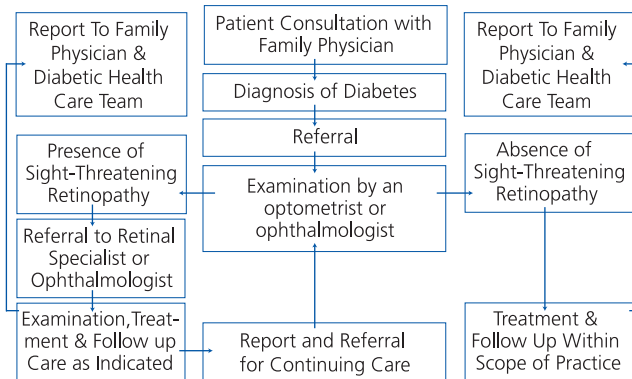 Report To Family
Physician &
Diabetic Health
Care Team
Patient Consultation with
Family Physician
Report To Family
Physician &
Diabetic Health
Care Team
Diagnosis of Diabetes
Referral
Presence of
Sight-Threatening
Retinopathy
Examination by an
optometrist or
ophthalmologist
Absence of
Sight-Threatening
Retinopathy
Referral to Retinal
Specialist or
Ophthalmologist
Examination,Treat-
ment & Follow up
Care as Indicated
Report and Referral
for Continuing Care
Treatment &
Follow Up Within
Scope of Practice